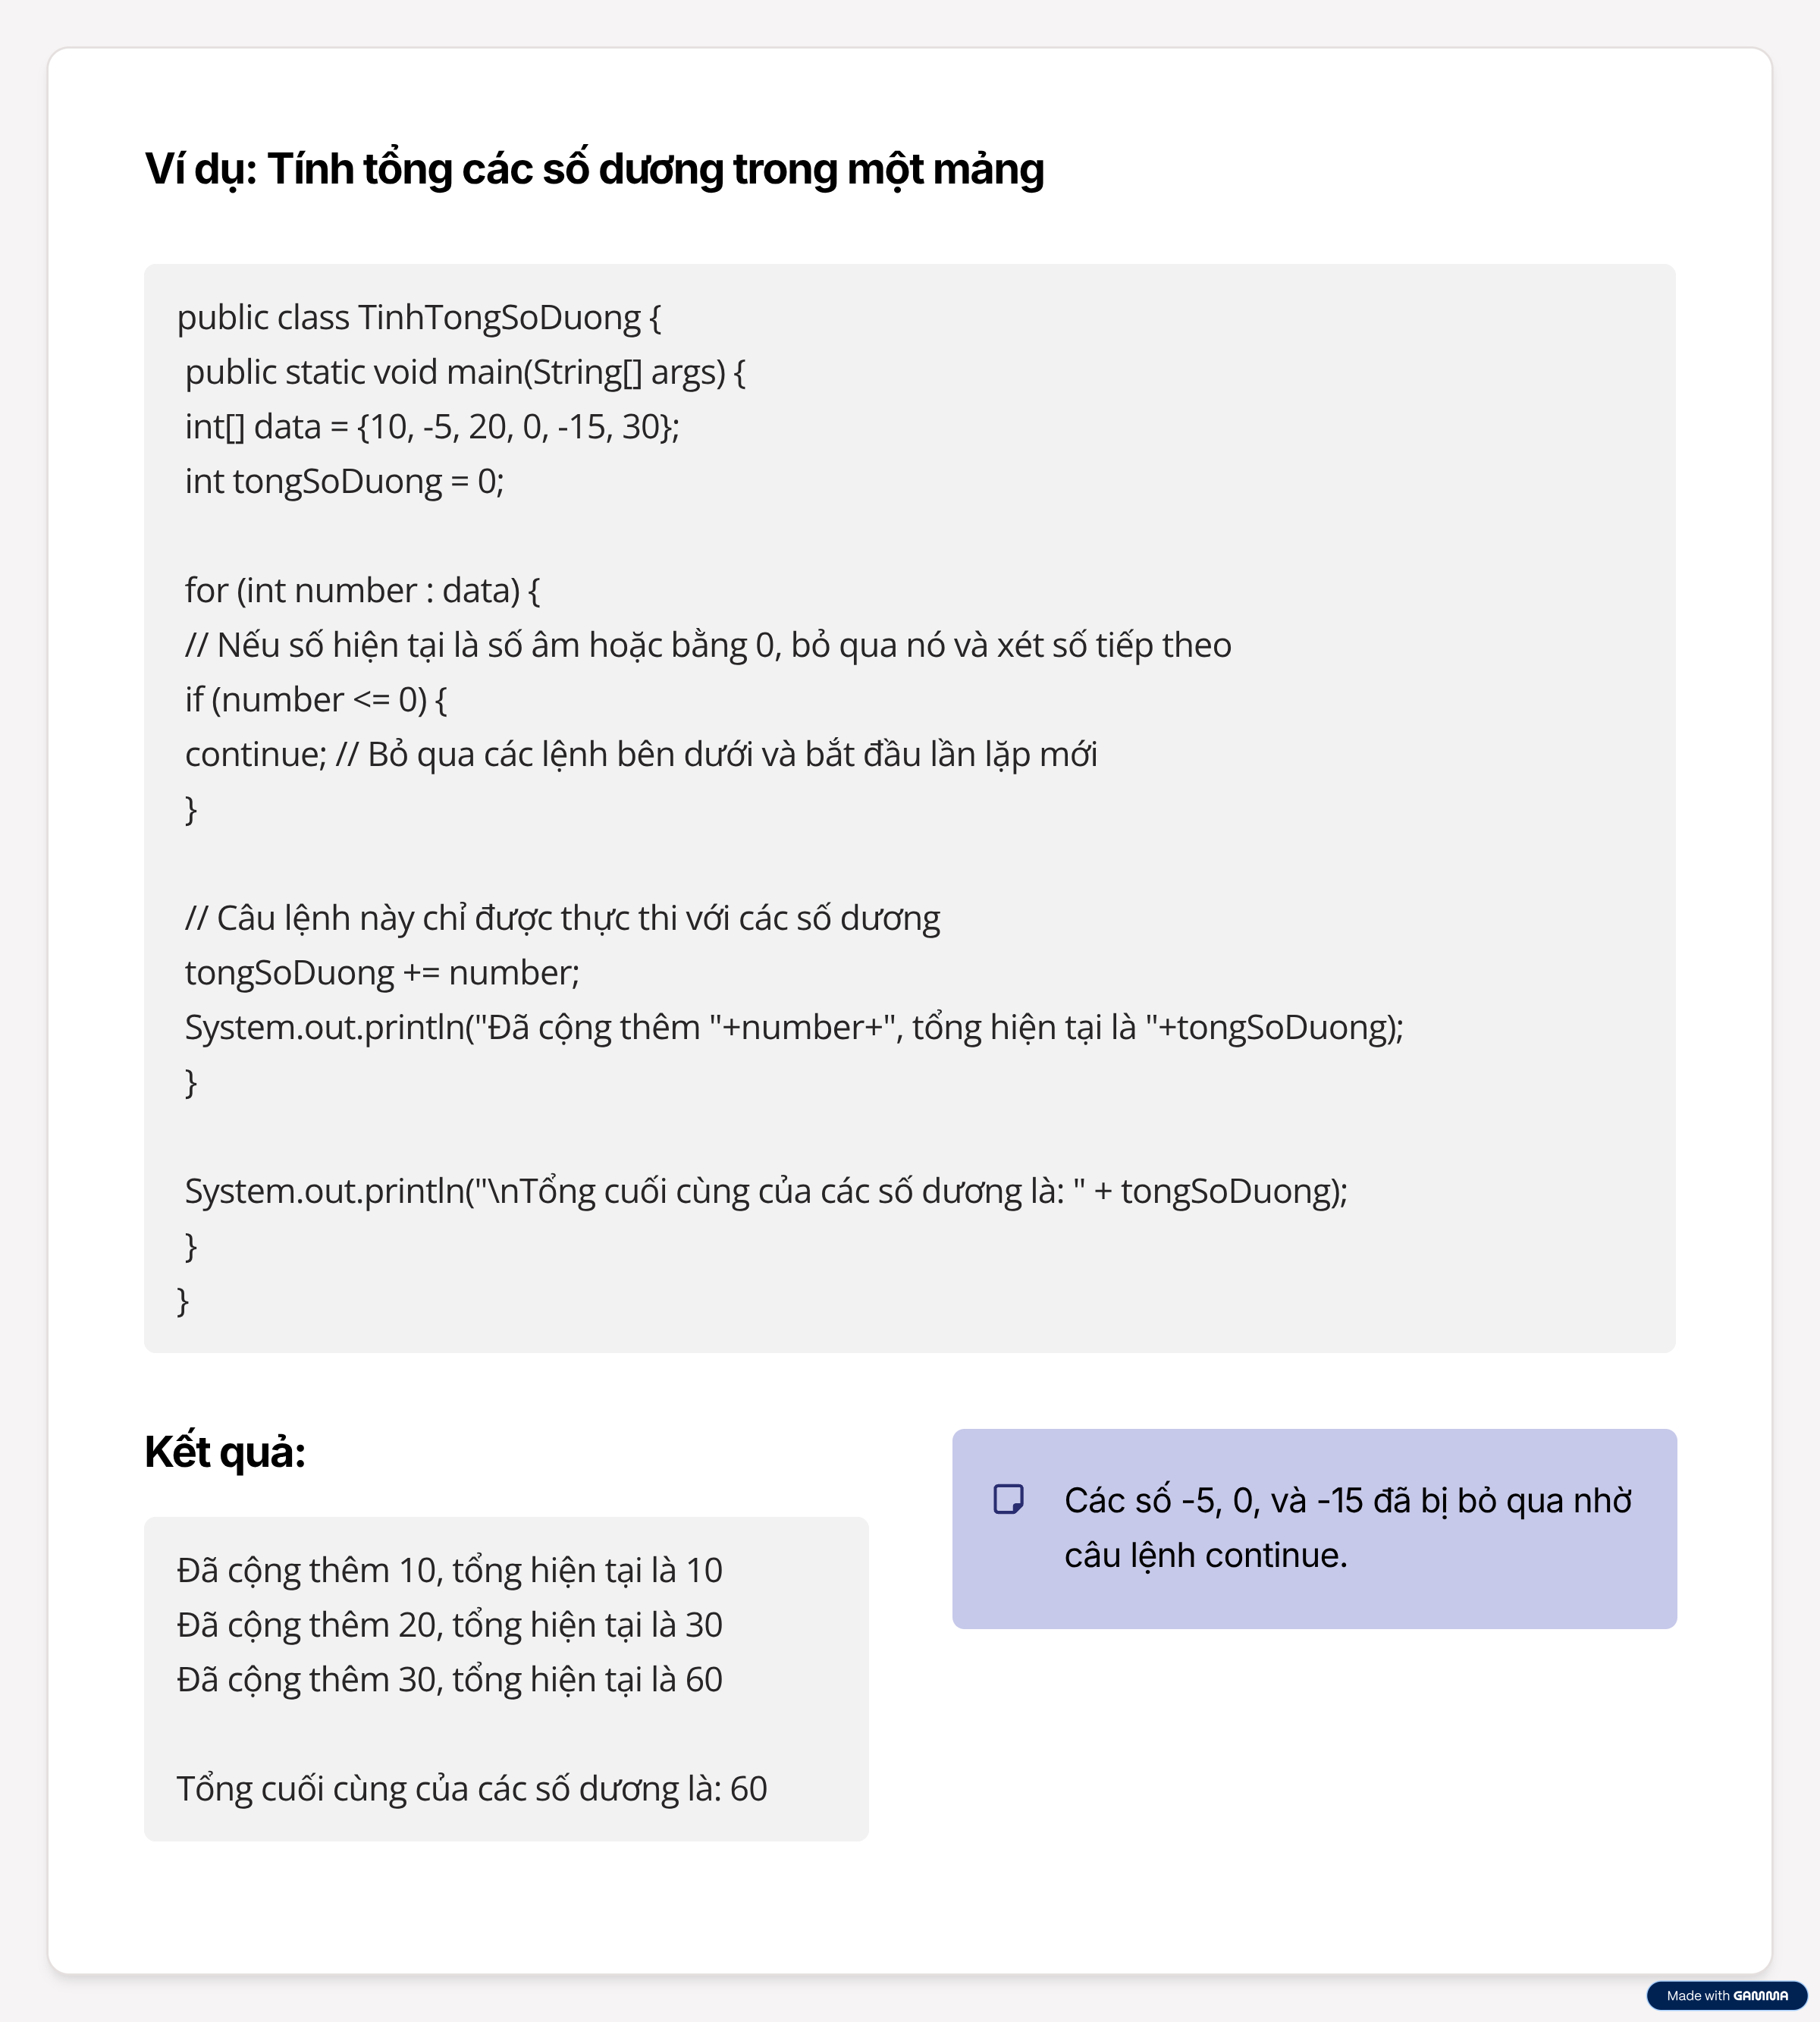 Ví dụ: Tính tổng các số dương trong một mảng
public class TinhTongSoDuong {
public static void main(String[] args) {
int[] data = {10, -5, 20, 0, -15, 30};
int tongSoDuong = 0;
for (int number : data) {
// Nếu số hiện tại là số âm hoặc bằng 0, bỏ qua nó và xét số tiếp theo
if (number <= 0) {
continue; // Bỏ qua các lệnh bên dưới và bắt đầu lần lặp mới
}
// Câu lệnh này chỉ được thực thi với các số dương
tongSoDuong += number;
System.out.println("Đã cộng thêm "+number+", tổng hiện tại là "+tongSoDuong);
}
System.out.println("\nTổng cuối cùng của các số dương là: " + tongSoDuong);
}
}
Kết quả:
Đã cộng thêm 10, tổng hiện tại là 10
Đã cộng thêm 20, tổng hiện tại là 30
Đã cộng thêm 30, tổng hiện tại là 60
Tổng cuối cùng của các số dương là: 60
Các số -5, 0, và -15 đã bị bỏ qua nhờ
câu lệnh continue.
Made with GAMMA